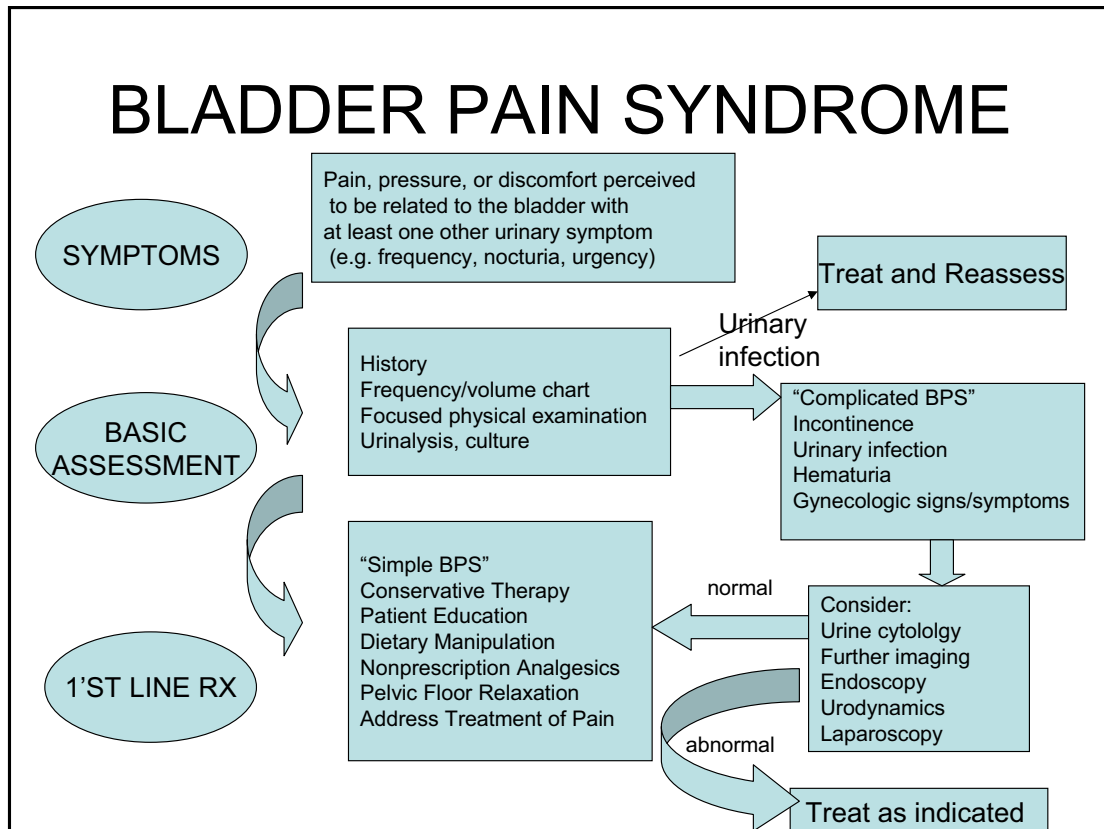 BLADDER PAIN SYNDROME
SYMPTOMS
Pain, pressure, or discomfort perceived
to be related to the bladder with
at least one other urinary symptom
(e.g. frequency, nocturia, urgency)
Treat and Reassess
Urinary
infection
BASIC
ASSESSMENT
History
Frequency/volume chart
Focused physical examination
Urinalysis, culture
“Complicated BPS”
Incontinence
Urinary infection
Hematuria
Gynecologic signs/symptoms
1’ST LINE RX
“Simple BPS”
Conservative Therapy
Patient Education
Dietary Manipulation
Nonprescription Analgesics
Pelvic Floor Relaxation
Address Treatment of Pain
normal
Consider:
Urine cytololgy
Further imaging
Endoscopy
Urodynamics
Laparoscopy
abnormal
Treat as indicated